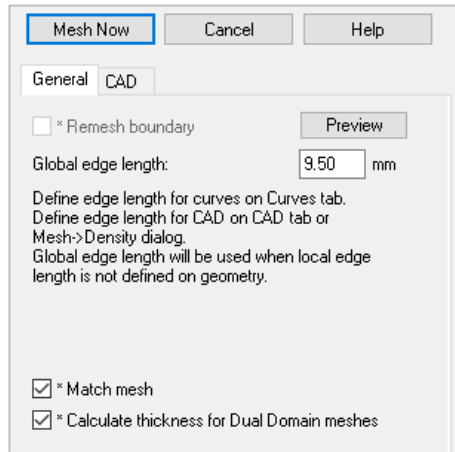 Mesh Now Cancel Help
General CAD
* Remesh boundary Preview
Global edge length: 9.50 mm
Define edge length for curves on Curves tab.
Define edge length for CAD on CAD tab or
Mesh->Density dialog.
Global edge length will be used when local edge
length is not defined on geometry.
* Match mesh
* Calculate thickness for Dual Domain meshes